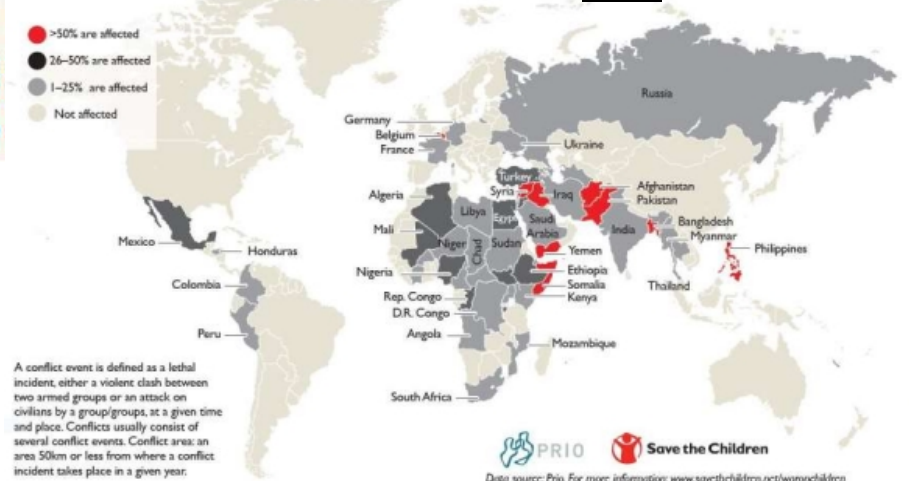 >50% are affected
26–50% are affected
1–25% are affected
Not affected
Russia
Germany
Belgium
France
Ukraine
Turkey
Syria
Iraq
Afghanistan
Pakistan
Algeria
Libya
Egypt
Saudi
Arabia
India
Bangladesh
Myanmar
Mali
Niger
Chad
Sudan
Yemen
Philippines
Mexico
Honduras
Nigeria
Ethiopia
Somalia
Kenya
Thailand
Colombia
Rep. Congo
D.R. Congo
Angola
Peru
Mozambique
South Africa
A conflict event is defined as a lethal
incident, either a violent clash between
two armed groups or an attack on
civilians by a group/groups, at a given time
and place. Conflicts usually consist of
several conflict events. Conflict area: an
area 50km or less from where a conflict
incident takes place in a given year.
PRIO
Save the Children
Data source: Prio. For more information: www.savethechildren.net/waronchildren